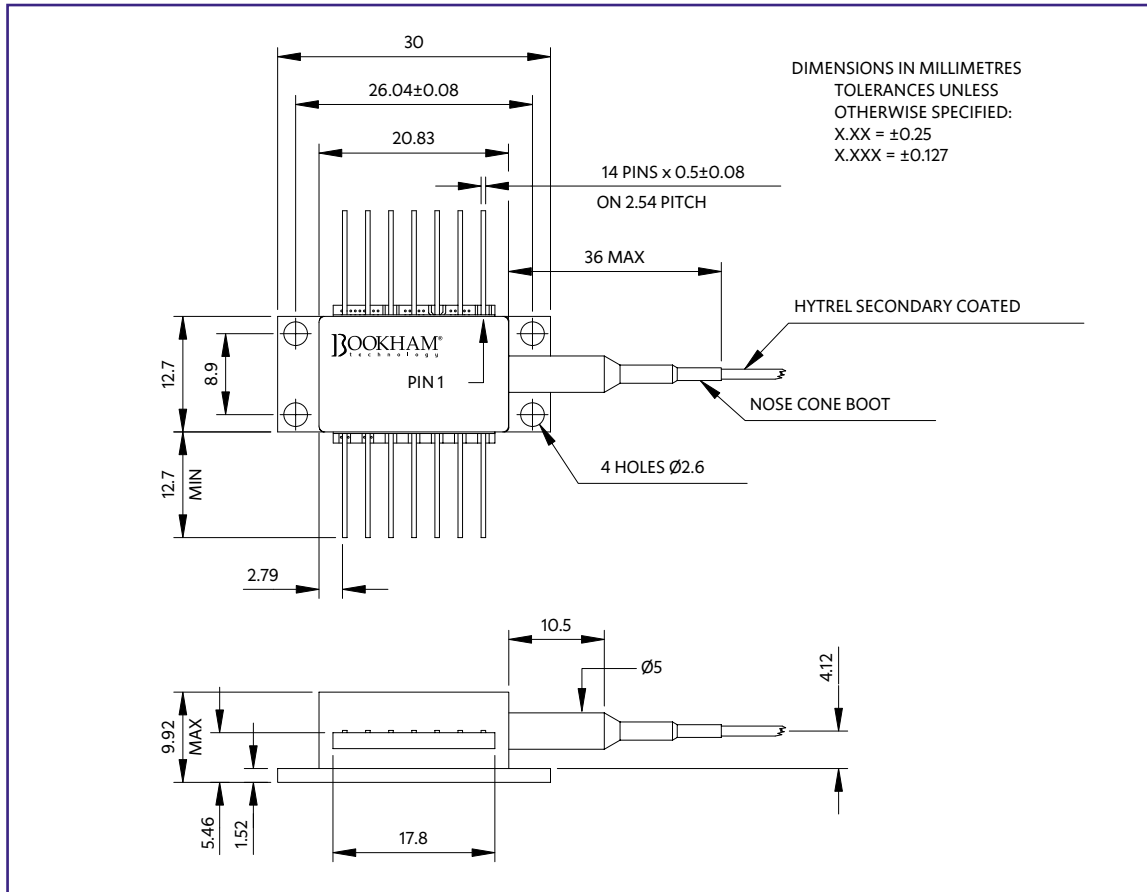 30
DIMENSIONS IN MILLIMETRES
TOLERANCES UNLESS
OTHERWISE SPECIFIED:
X.XX = ±0.25
X.XXX = ±0.127
26.04±0.08
20.83
14 PINS x 0.5±0.08
ON 2.54 PITCH
36 MAX
HYTREL SECONDARY COATED
12.7
8.9
BOOKHAM®
technology
PIN 1
NOSE CONE BOOT
12.7
MIN
4 HOLES Ø2.6
2.79
10.5
Ø5
4.12
9.92
MAX
5.46
1.52
17.8